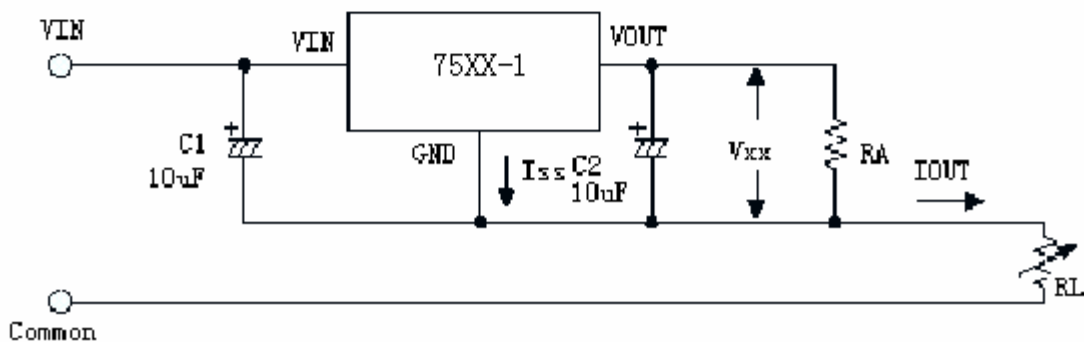 VIN
VIN
VOUT
75XX-1
C1
10uF
+
GND
Iss
C2
10uF
+
Vxx
RA
IOUT
RL
Common